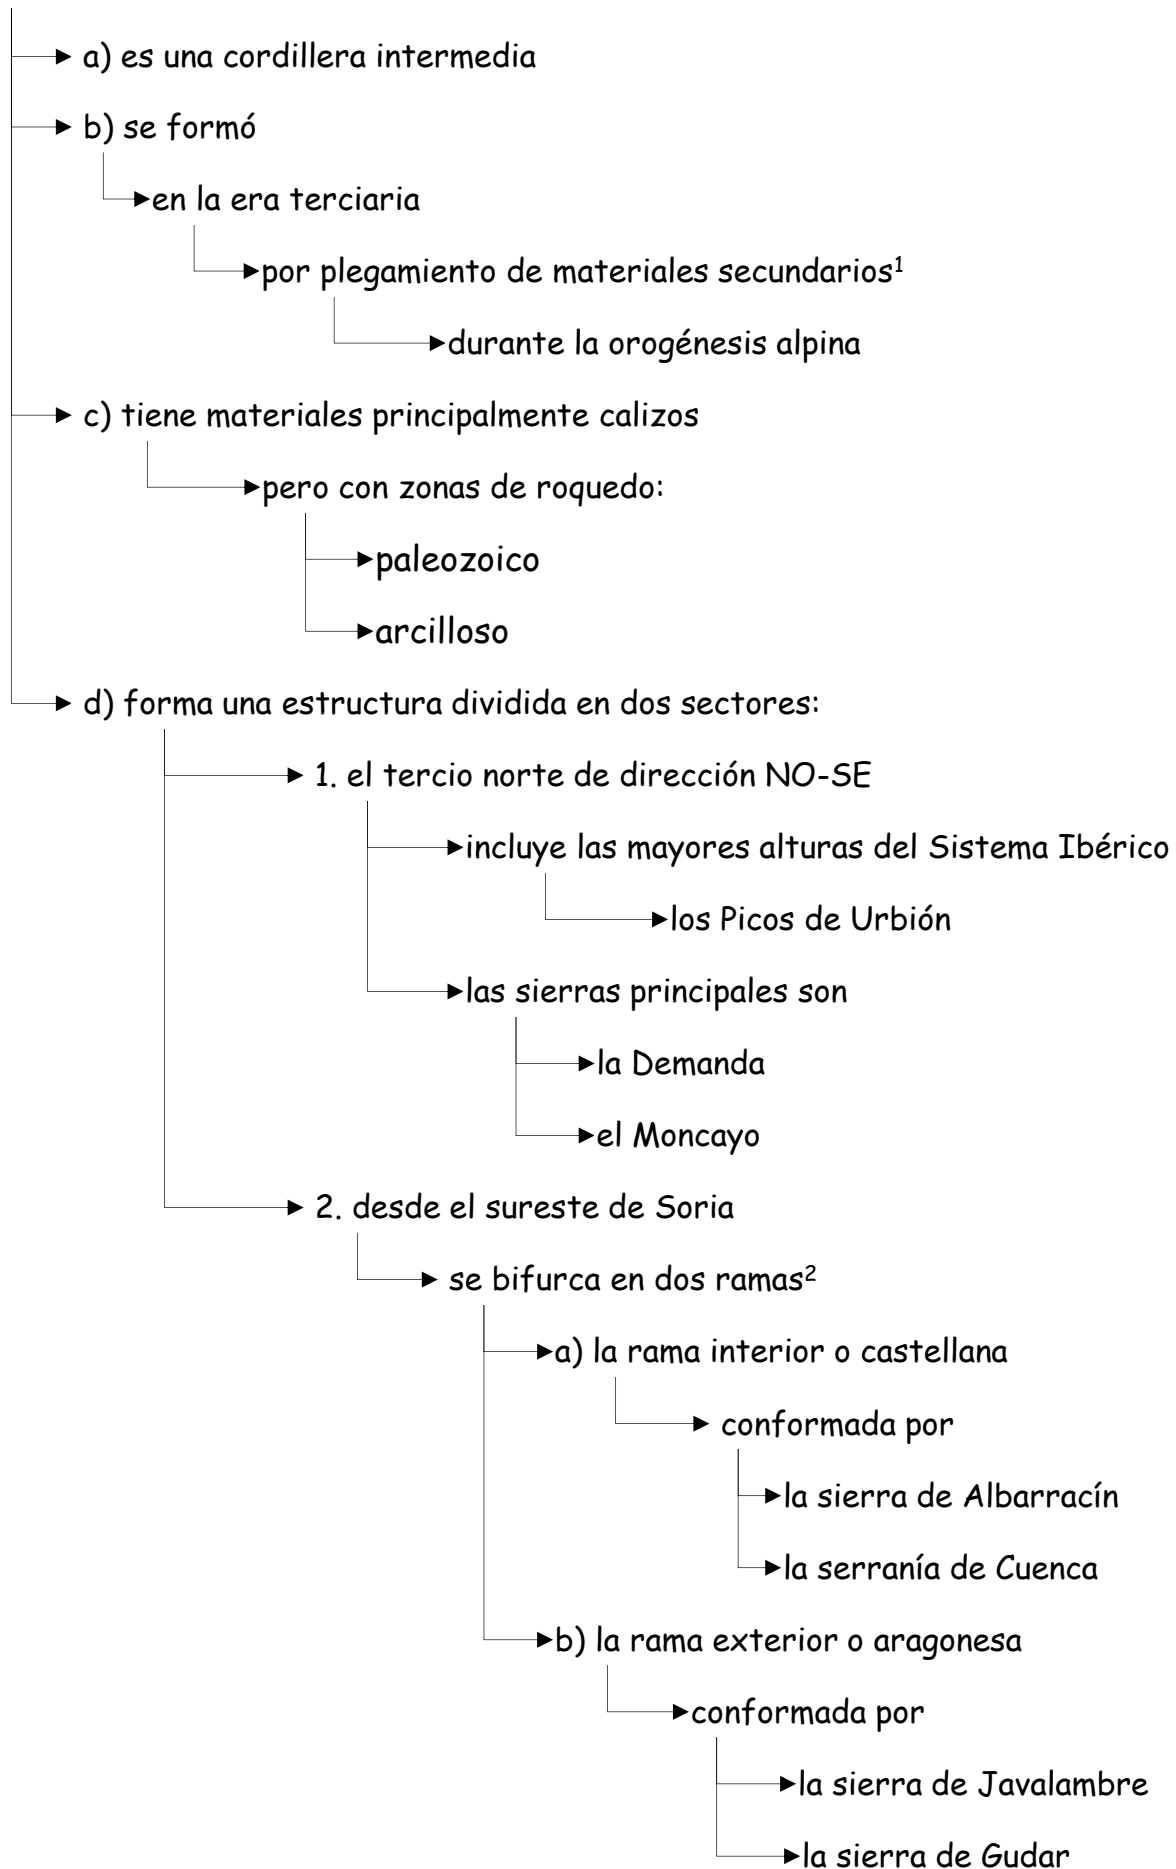 a) es una cordillera intermedia
b) se formó
en la era terciaria
por plegamiento de materiales secundarios¹
durante la orogénesis alpina
c) tiene materiales principalmente calizos
pero con zonas de roquedo:
paleozoico
arcilloso
d) forma una estructura dividida en dos sectores:
1. el tercio norte de dirección NO-SE
incluye las mayores alturas del Sistema Ibérico
los Picos de Urbión
las sierras principales son
la Demanda
el Moncayo
2. desde el sureste de Soria
se bifurca en dos ramas²
a) la rama interior o castellana
conformada por
la sierra de Albarracín
la serranía de Cuenca
b) la rama exterior o aragonesa
conformada por
la sierra de Javalambre
la sierra de Gudar